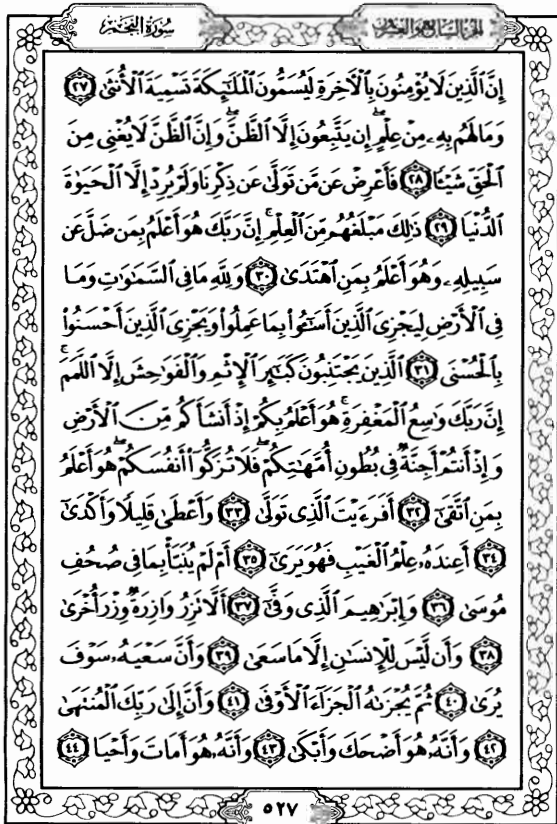 سُورَةُ النَّجْمِ
الجزء السابع والعشرون
إِنَّ ٱلَّذِينَ لَا يُؤْمِنُونَ بِٱلْءَاخِرَةِ لَيُسَمُّونَ ٱلْمَلَٰٓئِكَةَ تَسْمِيَةَ ٱلْأُنثَىٰ ٢٧
وَمَا لَهُم بِهِۦ مِنْ عِلْمٍ ۖ إِن يَتَّبِعُونَ إِلَّا ٱلظَّنَّ ۖ وَإِنَّ ٱلظَّنَّ لَا يُغْنِى مِنَ
ٱلْحَقِّ شَيْـًٔا ٢٨ فَأَعْرِضْ عَن مَّن تَوَلَّىٰ عَن ذِكْرِنَا وَلَمْ يُرِدْ إِلَّا ٱلْحَيَوٰةَ
ٱلدُّنْيَا ٢٩ ذَٰلِكَ مَبْلَغُهُم مِّنَ ٱلْعِلْمِ ۚ إِنَّ رَبَّكَ هُوَ أَعْلَمُ بِمَن ضَلَّ عَن
سَبِيلِهِۦ وَهُوَ أَعْلَمُ بِمَنِ ٱهْتَدَىٰ ٣٠ وَلِلَّهِ مَا فِى ٱلسَّمَٰوَٰتِ وَمَا
فِى ٱلْأَرْضِ لِيَجْزِىَ ٱلَّذِينَ أَسَٰٓـُٔوا۟ بِمَا عَمِلُوا۟ وَيَجْزِىَ ٱلَّذِينَ أَحْسَنُوا۟
بِٱلْحُسْنَى ٣١ ٱلَّذِينَ يَجْتَنِبُونَ كَبَٰٓئِرَ ٱلْإِثْمِ وَٱلْفَوَٰحِشَ إِلَّا ٱللَّمَمَ ۚ
إِنَّ رَبَّكَ وَٰسِعُ ٱلْمَغْفِرَةِ ۚ هُوَ أَعْلَمُ بِكُمْ إِذْ أَنشَأَكُم مِّنَ ٱلْأَرْضِ
وَإِذْ أَنتُمْ أَجِنَّةٌ فِى بُطُونِ أُمَّهَٰتِكُمْ ۖ فَلَا تُزَكُّوٓا۟ أَنفُسَكُمْ ۖ هُوَ أَعْلَمُ
بِمَنِ ٱتَّقَىٰٓ ٣٢ أَفَرَءَيْتَ ٱلَّذِى تَوَلَّىٰ ٣٣ وَأَعْطَىٰ قَلِيلًا وَأَكْدَىٰٓ
٣٤ أَعِندَهُۥ عِلْمُ ٱلْغَيْبِ فَهُوَ يَرَىٰٓ ٣٥ أَمْ لَمْ يُنَبَّأْ بِمَا فِى صُحُفِ
مُوسَىٰ ٣٦ وَإِبْرَٰهِيمَ ٱلَّذِى وَفَّىٰٓ ٣٧ أَلَّا تَزِرُ وَازِرَةٌ وِزْرَ أُخْرَىٰ
٣٨ وَأَن لَّيْسَ لِلْإِنسَٰنِ إِلَّا مَا سَعَىٰ ٣٩ وَأَنَّ سَعْيَهُۥ سَوْفَ
يُرَىٰ ٤٠ ثُمَّ يُجْزَىٰهُ ٱلْجَزَآءَ ٱلْأَوْفَىٰ ٤١ وَأَنَّ إِلَىٰ رَبِّكَ ٱلْمُنتَهَىٰ
٤٢ وَأَنَّهُۥ هُوَ أَضْحَكَ وَأَبْكَىٰ ٤٣ وَأَنَّهُۥ هُوَ أَمَاتَ وَأَحْيَا ٤٤
٥٢٧